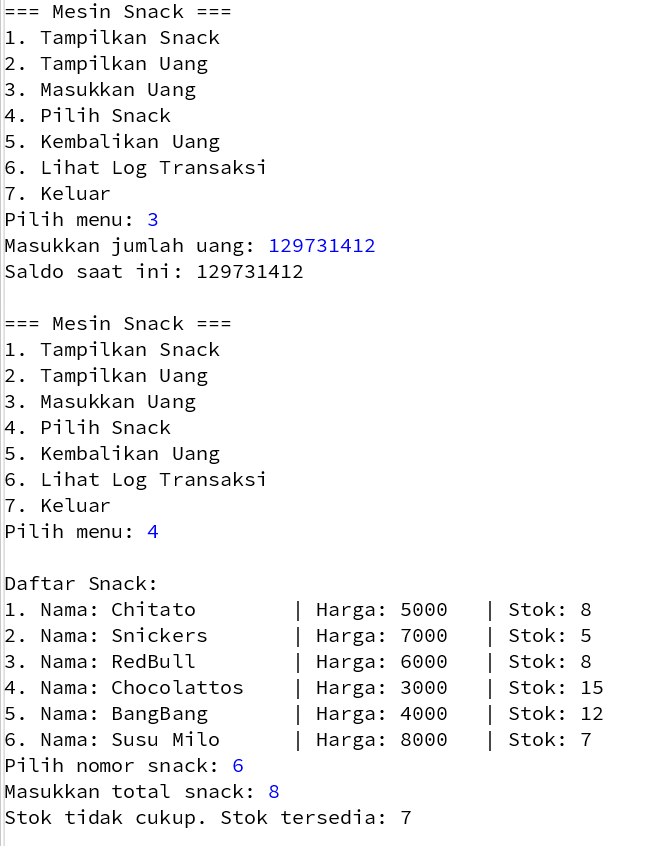 === Mesin Snack ===
1. Tampilkan Snack
2. Tampilkan Uang
3. Masukkan Uang
4. Pilih Snack
5. Kembalikan Uang
6. Lihat Log Transaksi
7. Keluar
Pilih menu: 3
Masukkan jumlah uang: 129731412
Saldo saat ini: 129731412

=== Mesin Snack ===
1. Tampilkan Snack
2. Tampilkan Uang
3. Masukkan Uang
4. Pilih Snack
5. Kembalikan Uang
6. Lihat Log Transaksi
7. Keluar
Pilih menu: 4

Daftar Snack:
1. Nama: Chitato | Harga: 5000 | Stok: 8
2. Nama: Snickers | Harga: 7000 | Stok: 5
3. Nama: RedBull | Harga: 6000 | Stok: 8
4. Nama: Chocolattos | Harga: 3000 | Stok: 15
5. Nama: BangBang | Harga: 4000 | Stok: 12
6. Nama: Susu Milo | Harga: 8000 | Stok: 7
Pilih nomor snack: 6
Masukkan total snack: 8
Stok tidak cukup. Stok tersedia: 7